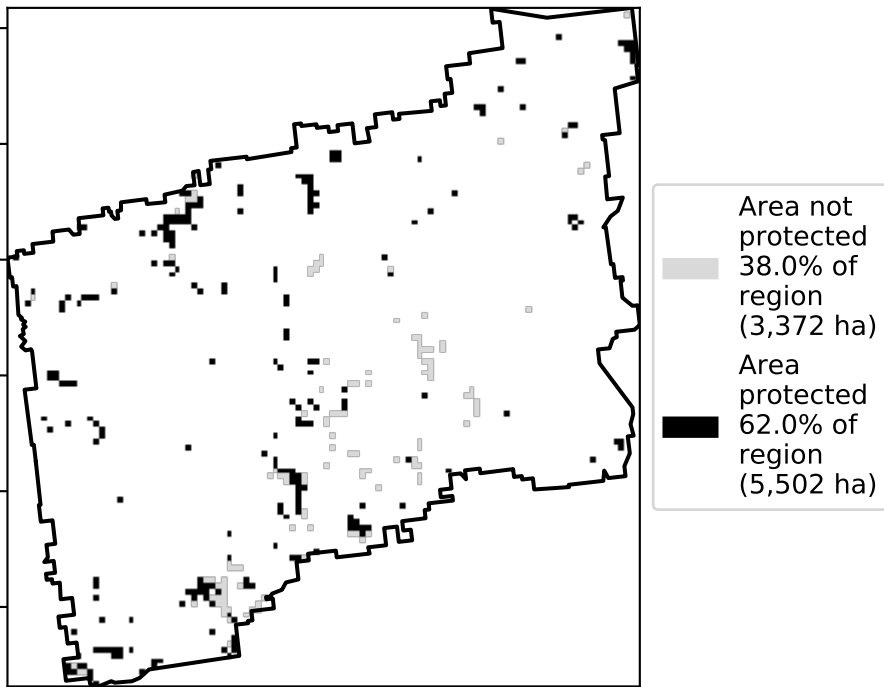 Area not
protected
38.0% of
region
(3,372 ha)
Area
protected
62.0% of
region
(5,502 ha)